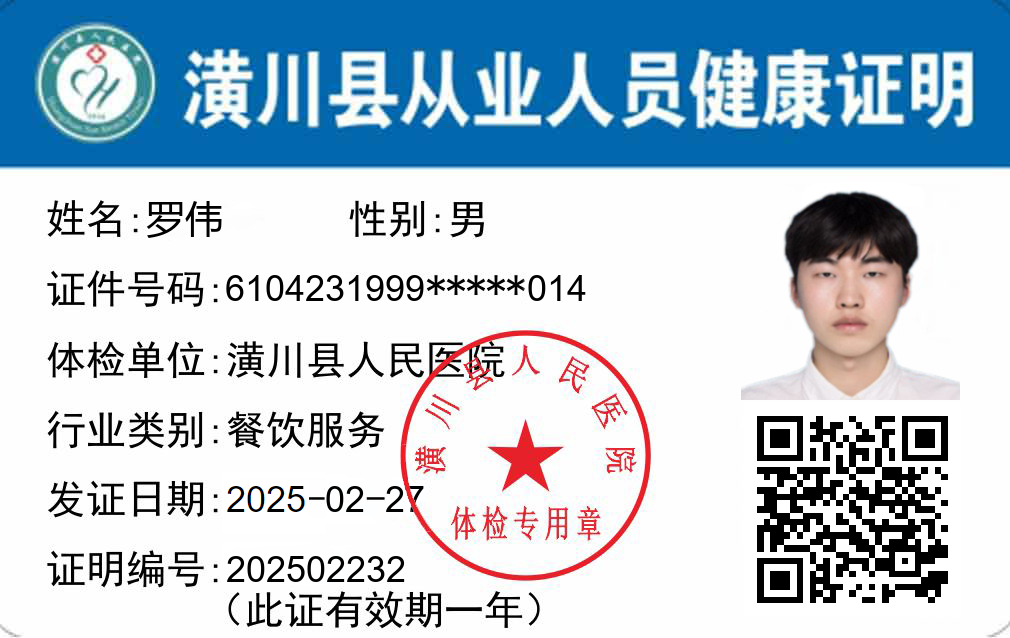 潢川县从业人员健康证明
姓名:罗伟 性别:男
证件号码:6104231999*****014
体检单位:潢川县人民医院
行业类别:餐饮服务
发证日期:2025-02-27
证明编号:202502232
(此证有效期一年)
潢川县人民医院
体检专用章